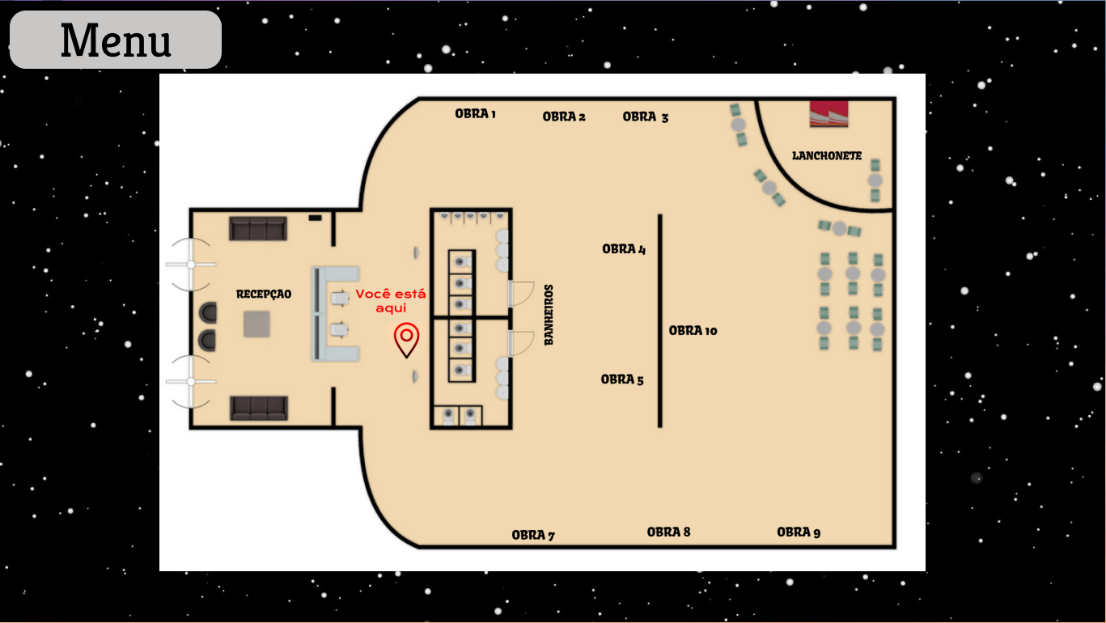 Menu
OBRA 1
OBRA 2
OBRA 3
LANCHONETE
OBRA 4
RECEPÇAO
Você está
aqui
BANHEIROS
OBRA 10
OBRA 5
OBRA 7
OBRA 8
OBRA 9